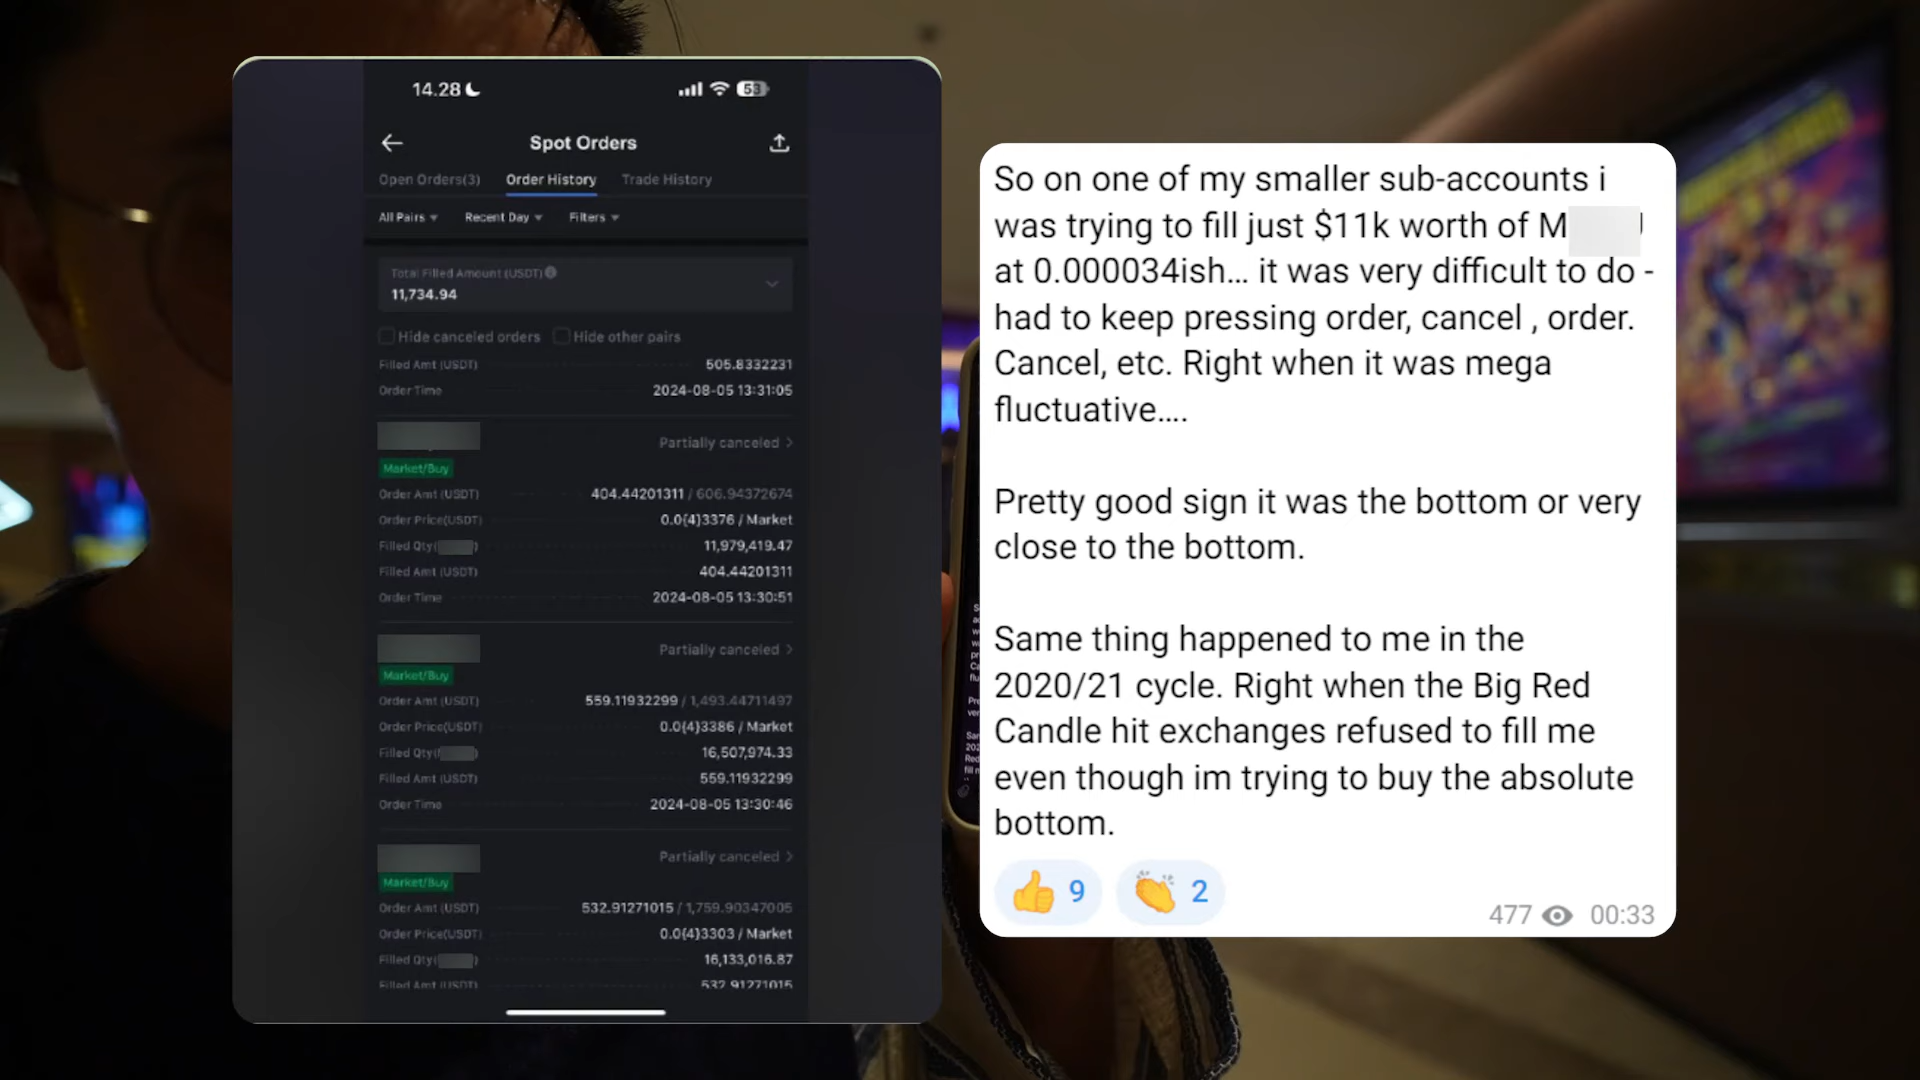 14.28
53
Spot Orders
Open Orders(3) Order History Trade History
All Pairs Recent Day Filters
Total Filled Amount (USDT)
11,734.94
Hide canceled orders Hide other pairs
Filled Amt (USDT) 505.8332231
Order Time 2024-08-05 13:31:05
Partially canceled >
Market/Buy
Order Amt (USDT) 404.44201311 / 606.94372674
Order Price(USDT) 0.0{4}3376 / Market
Filled Qty( ) 11,979,419.47
Filled Amt (USDT) 404.44201311
Order Time 2024-08-05 13:30:51
Partially canceled >
Market/Buy
Order Amt (USDT) 559.11932299 / 1,493.44711497
Order Price(USDT) 0.0{4}3386 / Market
Filled Qty( ) 16,507,974.33
Filled Amt (USDT) 559.11932299
Order Time 2024-08-05 13:30:46
Partially canceled >
Market/Buy
Order Amt (USDT) 532.91271015 / 1,759.90347005
Order Price(USDT) 0.0{4}3303 / Market
Filled Qty( ) 16,133,016.87
Filled Amt (USDT) 532.91271015
So on one of my smaller sub-accounts i
was trying to fill just $11k worth of M
at 0.000034ish... it was very difficult to do -
had to keep pressing order, cancel , order.
Cancel, etc. Right when it was mega
fluctuative....
Pretty good sign it was the bottom or very
close to the bottom.
Same thing happened to me in the
2020/21 cycle. Right when the Big Red
Candle hit exchanges refused to fill me
even though im trying to buy the absolute
bottom.
👍 9 👏 2
477 00:33